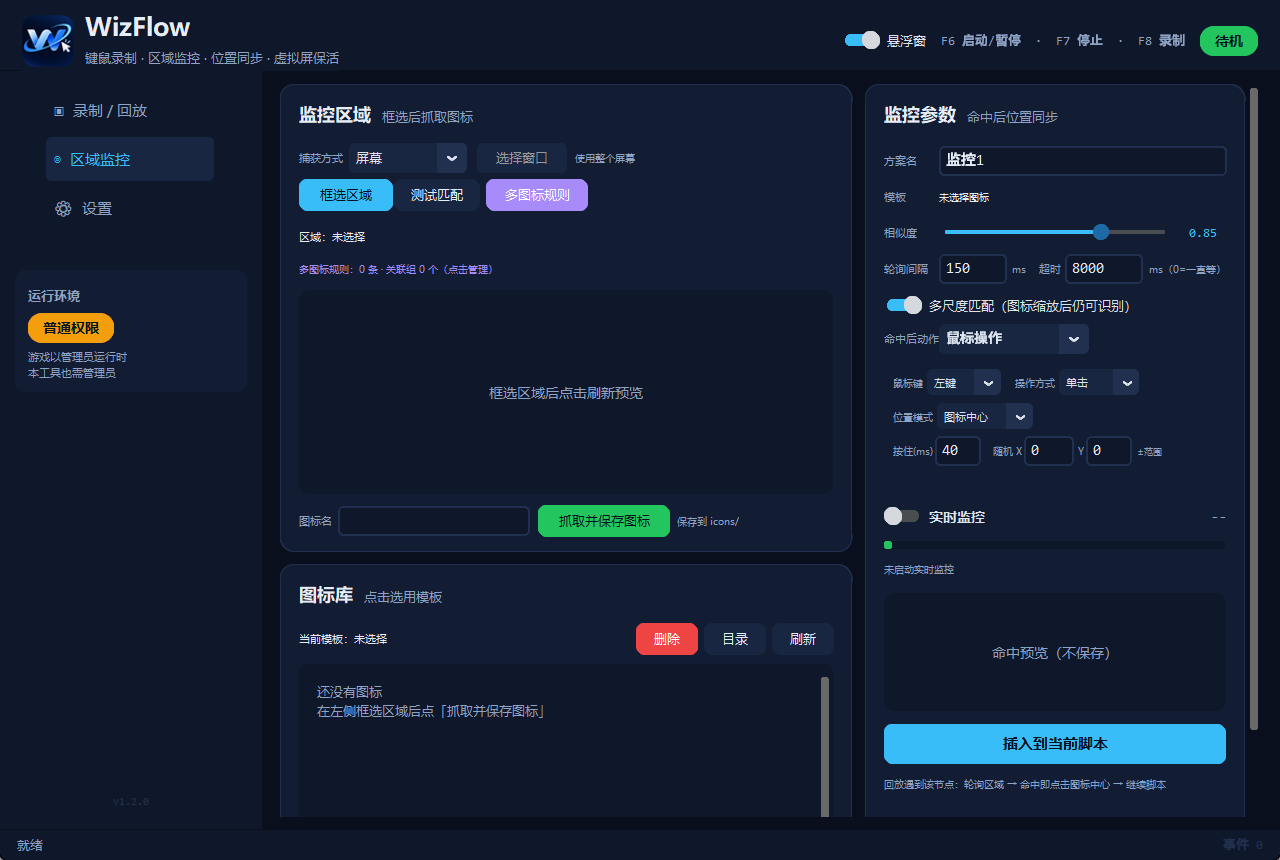 WizFlow
键鼠录制 · 区域监控 · 位置同步 · 虚拟屏保活
悬浮窗 F6 启动/暂停 · F7 停止 · F8 录制 待机
录制 / 回放
区域监控
设置
运行环境
普通权限
游戏以管理员运行时
本工具也需管理员
v1.2.0
监控区域 框选后抓取图标
捕获方式 屏幕 选择窗口 使用整个屏幕
框选区域 测试匹配 多图标规则
区域：未选择
多图标规则：0 条 · 关联组 0 个（点击管理）
框选区域后点击刷新预览
图标名 抓取并保存图标 保存到 icons/
图标库 点击选用模板
当前模板：未选择 删除 目录 刷新
还没有图标
在左侧框选区域后点「抓取并保存图标」
监控参数 命中后位置同步
方案名 监控1
模板 未选择图标
相似度 0.85
轮询间隔 150 ms 超时 8000 ms（0=一直等）
多尺度匹配（图标缩放后仍可识别）
命中后动作 鼠标操作
鼠标键 左键 操作方式 单击
位置模式 图标中心
按住(ms) 40 随机 X 0 Y 0 ±范围
实时监控 --
未启动实时监控
命中预览（不保存）
插入到当前脚本
回放遇到该节点：轮询区域 → 命中即点击图标中心 → 继续脚本
就绪 事件 0